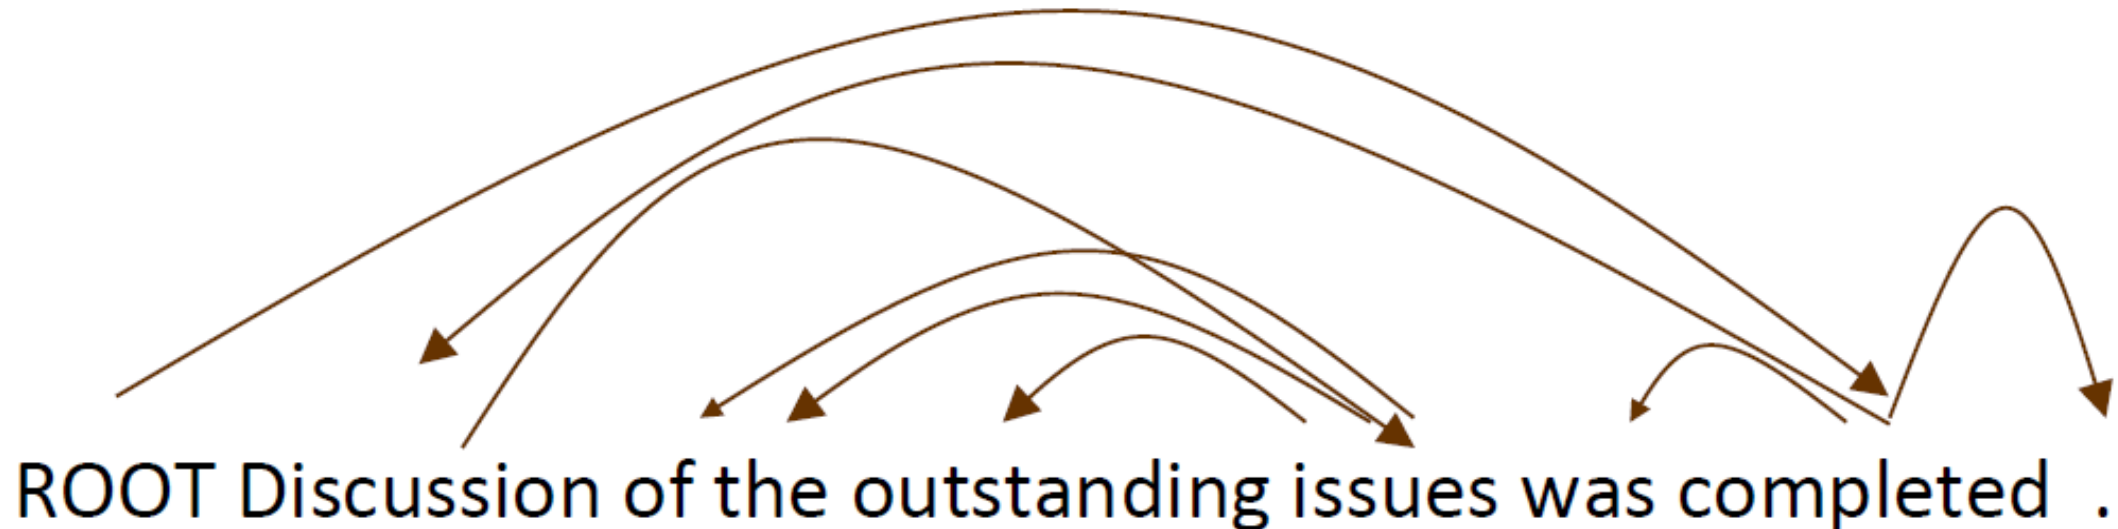 ROOT Discussion of the outstanding issues was completed .